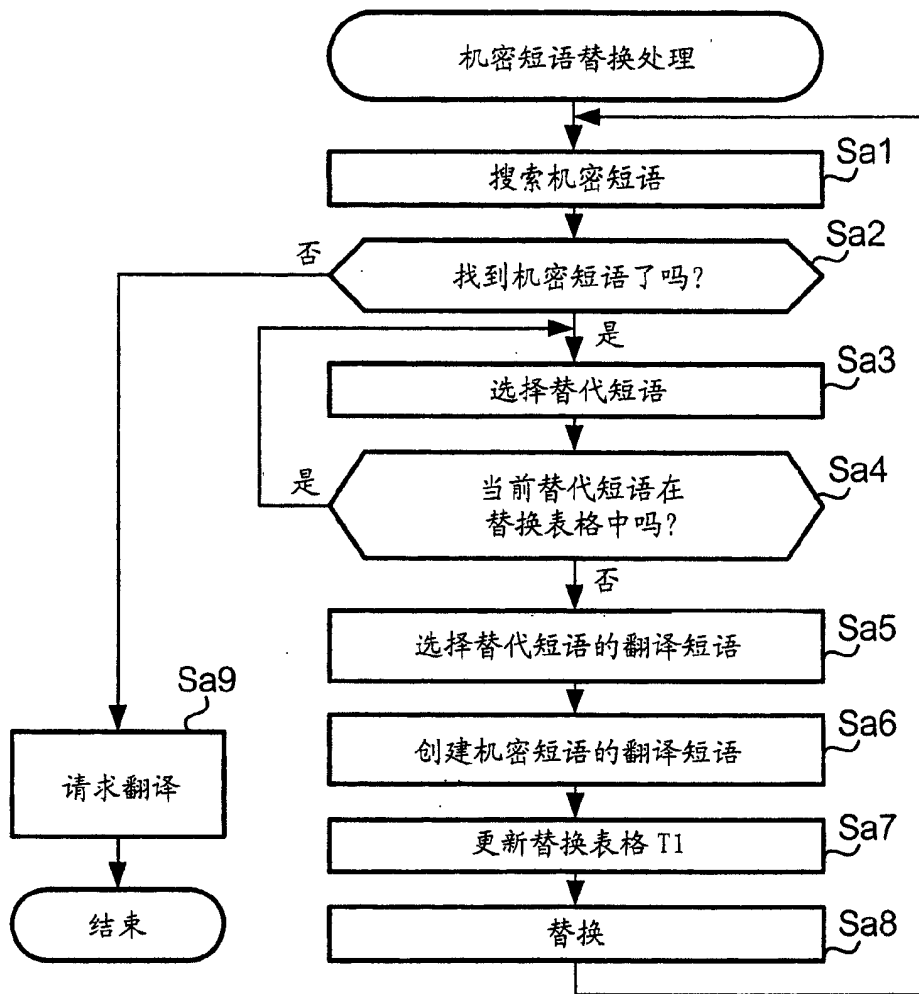 机密短语替换处理
Sa1
搜索机密短语
Sa2
否
找到机密短语了吗?
是
Sa3
选择替代短语
Sa4
是
当前替代短语在
替换表格中吗?
否
Sa5
选择替代短语的翻译短语
Sa6
创建机密短语的翻译短语
Sa7
更新替换表格 T1
Sa8
替换
Sa9
请求翻译
结束